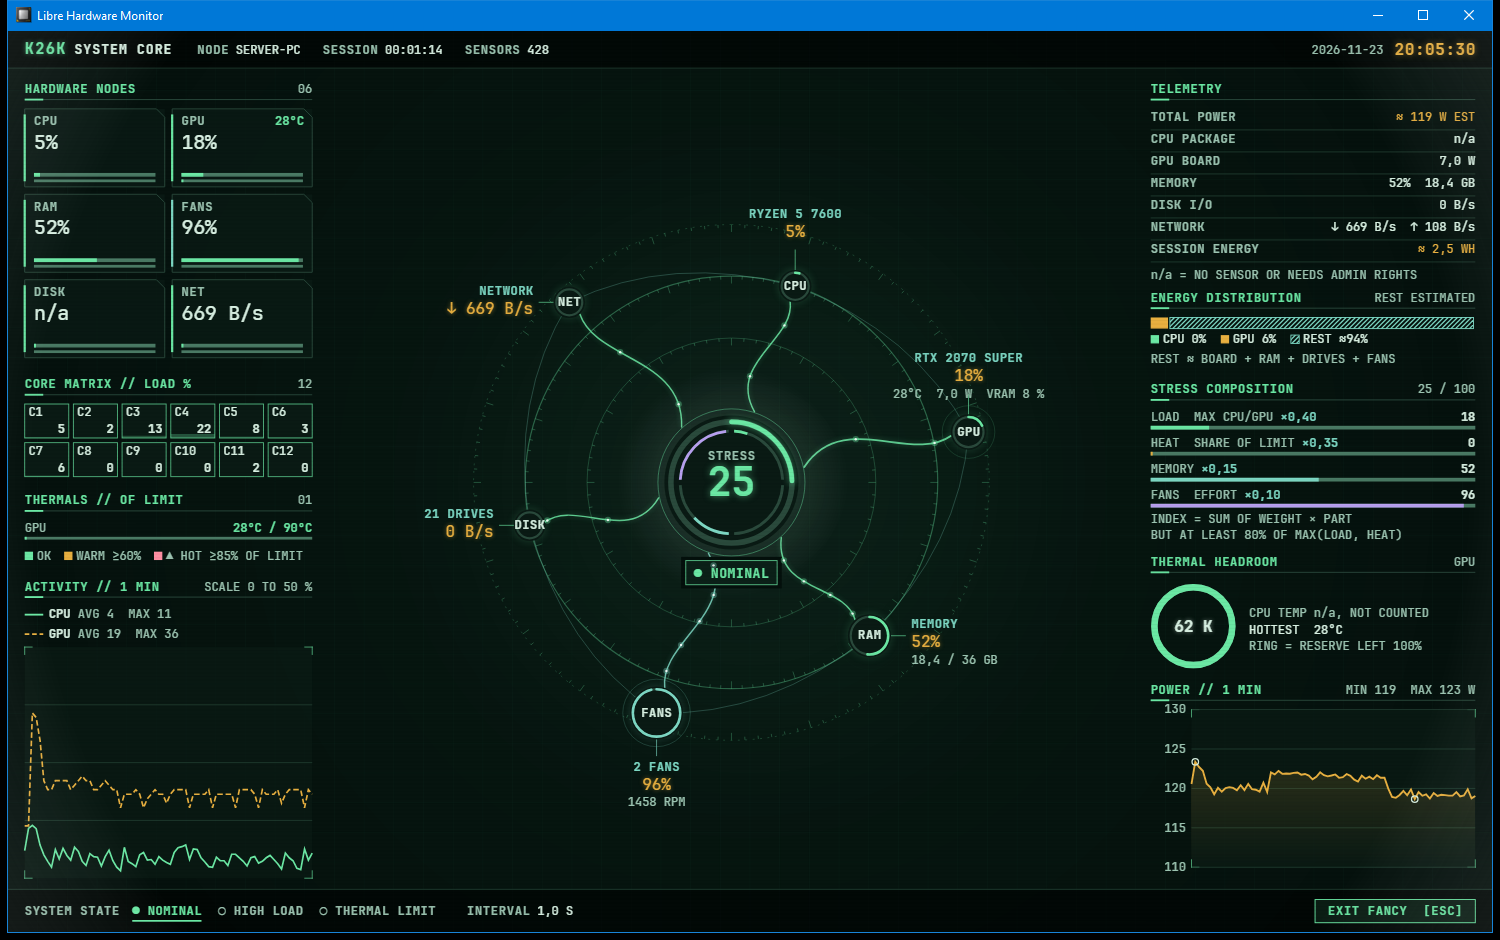 Libre Hardware Monitor
K26K SYSTEM CORE NODE SERVER-PC SESSION 00:01:14 SENSORS 428 2026-11-23 20:05:30
HARDWARE NODES 06
CPU
5%
GPU 28°C
18%
RAM
52%
FANS
96%
DISK
n/a
NET
669 B/s
CORE MATRIX // LOAD % 12
C1 5 C2 2 C3 13 C4 22 C5 8 C6 3
C7 6 C8 0 C9 0 C10 0 C11 2 C12 0
THERMALS // OF LIMIT 01
GPU 28°C / 90°C
OK WARM ≥60% ▲ HOT ≥85% OF LIMIT
ACTIVITY // 1 MIN SCALE 0 TO 50 %
CPU AVG 4 MAX 11
GPU AVG 19 MAX 36
RYZEN 5 7600
5%
CPU
NETWORK
↓ 669 B/s
NET
RTX 2070 SUPER
18%
28°C 7,0 W VRAM 8 %
GPU
STRESS
25
21 DRIVES
0 B/s
DISK
● NOMINAL
RAM
MEMORY
52%
18,4 / 36 GB
FANS
2 FANS
96%
1458 RPM
TELEMETRY
TOTAL POWER ≈ 119 W EST
CPU PACKAGE n/a
GPU BOARD 7,0 W
MEMORY 52% 18,4 GB
DISK I/O 0 B/s
NETWORK ↓ 669 B/s ↑ 108 B/s
SESSION ENERGY ≈ 2,5 WH
n/a = NO SENSOR OR NEEDS ADMIN RIGHTS
ENERGY DISTRIBUTION REST ESTIMATED
CPU 0% GPU 6% REST ≈94%
REST ≈ BOARD + RAM + DRIVES + FANS
STRESS COMPOSITION 25 / 100
LOAD MAX CPU/GPU ×0,40 18
HEAT SHARE OF LIMIT ×0,35 0
MEMORY ×0,15 52
FANS EFFORT ×0,10 96
INDEX = SUM OF WEIGHT × PART
BUT AT LEAST 80% OF MAX(LOAD, HEAT)
THERMAL HEADROOM GPU
62 K
CPU TEMP n/a, NOT COUNTED
HOTTEST 28°C
RING = RESERVE LEFT 100%
POWER // 1 MIN MIN 119 MAX 123 W
130
125
120
115
110
SYSTEM STATE ● NOMINAL ○ HIGH LOAD ○ THERMAL LIMIT INTERVAL 1,0 S EXIT FANCY [ESC]